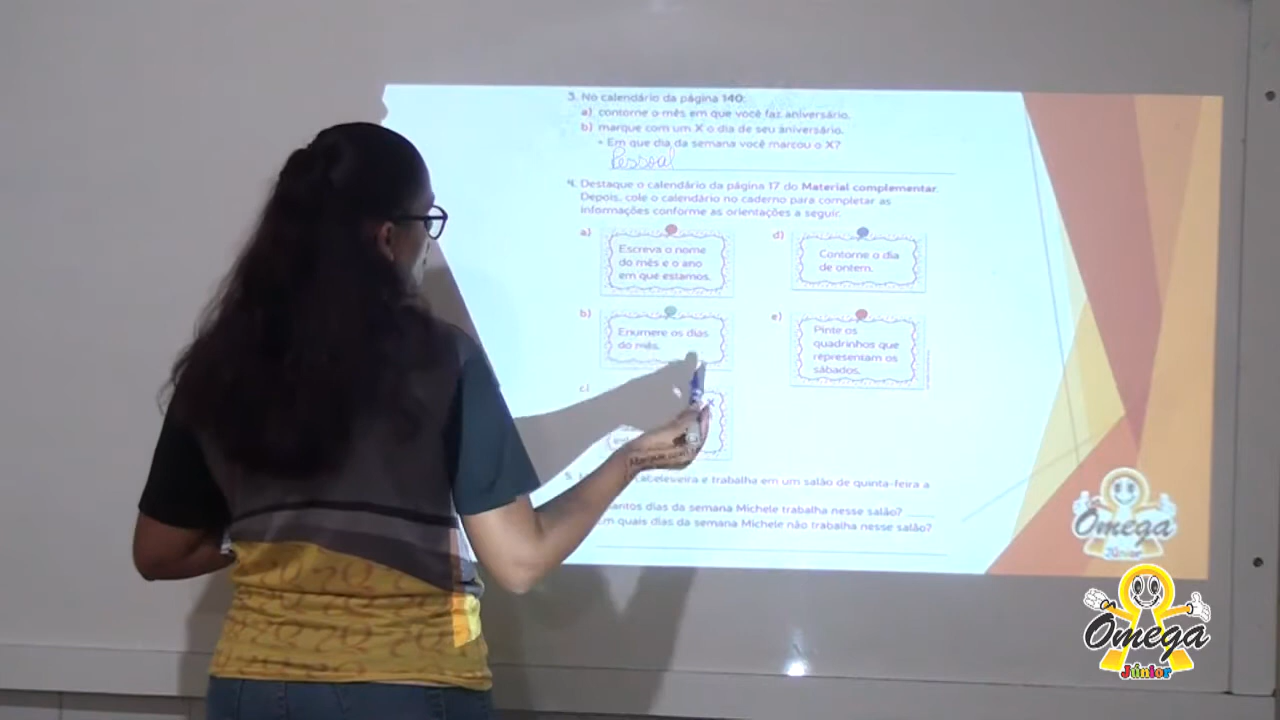 3. No calendário da página 140:
a) contorne o mês em que você faz aniversário.
b) marque com um X o dia de seu aniversário.
- Em que dia da semana você marcou o X?
Pessoal
4. Destaque o calendário da página 17 do Material complementar.
Depois, cole o calendário no caderno para completar as
informações conforme as orientações a seguir.
a)
Escreva o nome
do mês e o ano
em que estamos.
d)
Contorne o dia
de ontem.
b)
Enumere os dias
do mês.
e)
Pinte os
quadrinhos que
representam os
sábados.
c)
X
Marque
5.
cabeleireira e trabalha em um salão de quinta-feira a
dias da semana Michele trabalha nesse salão?
Em quais dias da semana Michele não trabalha nesse salão?
Ômega
Júnior
Ômega
Júnior